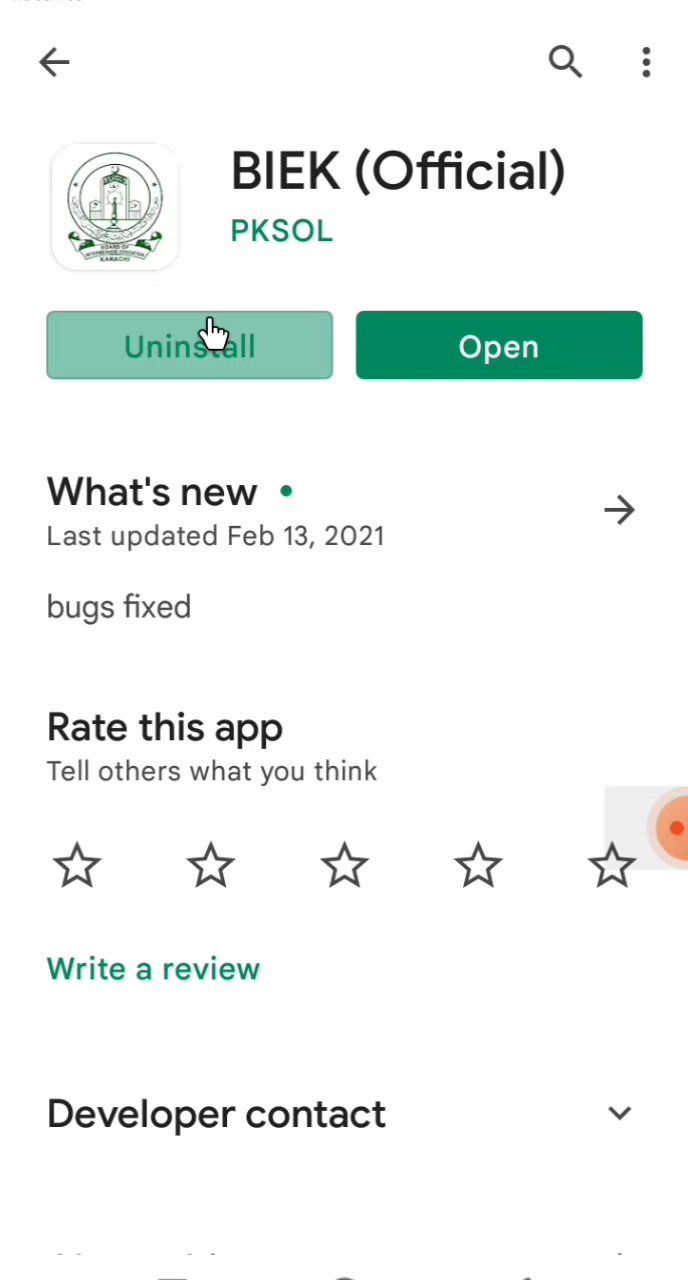 BIEK (Official)
PKSOL
Uninstall
Open
What's new
Last updated Feb 13, 2021
bugs fixed
Rate this app
Tell others what you think
Write a review
Developer contact